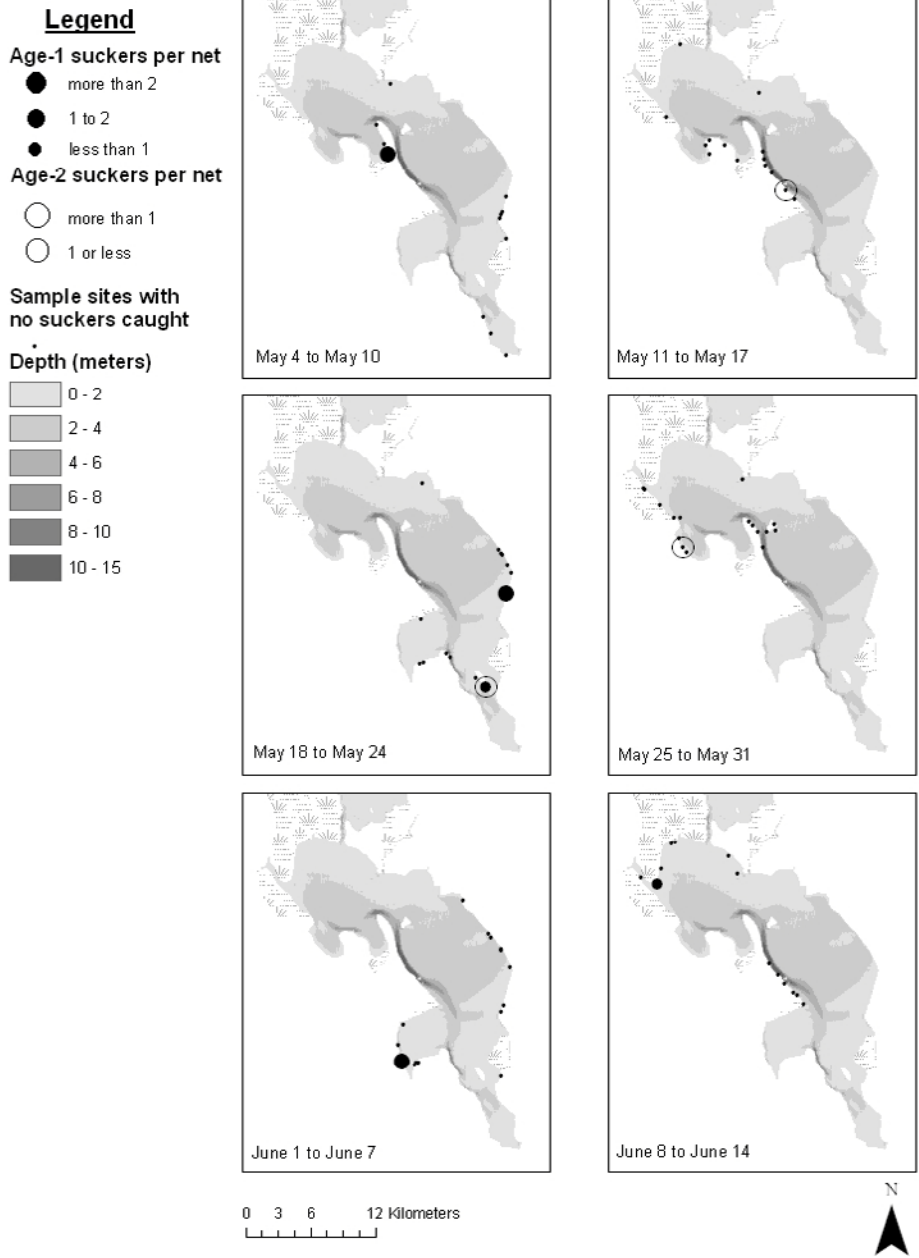 Legend
Age-1 suckers per net
more than 2
1 to 2
less than 1
Age-2 suckers per net
more than 1
1 or less
Sample sites with
no suckers caught
Depth (meters)
0 - 2
2 - 4
4 - 6
6 - 8
8 - 10
10 - 15
May 4 to May 10
May 11 to May 17
May 18 to May 24
May 25 to May 31
June 1 to June 7
June 8 to June 14
0 3 6 12 Kilometers
N